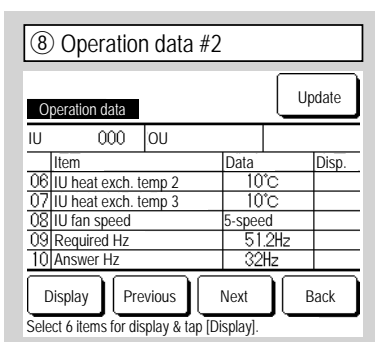 ⑧ Operation data #2
Update
Operation data
IU 000 OU
Item Data Disp.
06 IU heat exch. temp 2 10℃
07 IU heat exch. temp 3 10℃
08 IU fan speed 5-speed
09 Required Hz 51.2Hz
10 Answer Hz 32Hz
Display Previous Next Back
Select 6 items for display & tap [Display].